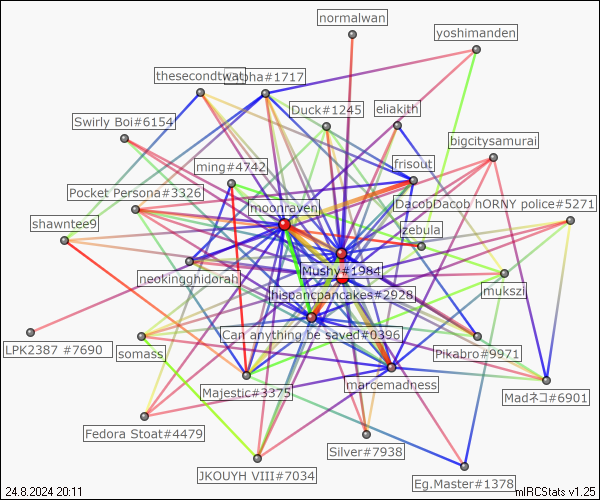 normalwan
yoshimanden
thesecondtwat
alpha#1717
Duck#1245
eliakith
Swirly Boi#6154
bigcitysamurai
ming#4742
frisout
Pocket Persona#3326
moonraven
DacobDacob hORNY police#5271
shawntee9
zebula
neokingghidorah
Mushy#1984
mukszi
hispancpancakes#2928
LPK2387 #7690
somass
Can anything be saved#0396
Pikabro#9971
Majestic#3375
marcemadness
Madネコ#6901
Fedora Stoat#4479
Silver#7938
JKOUYH VIII#7034
Eg.Master#1378
24.8.2024 20:11
mIRCStats v1.25